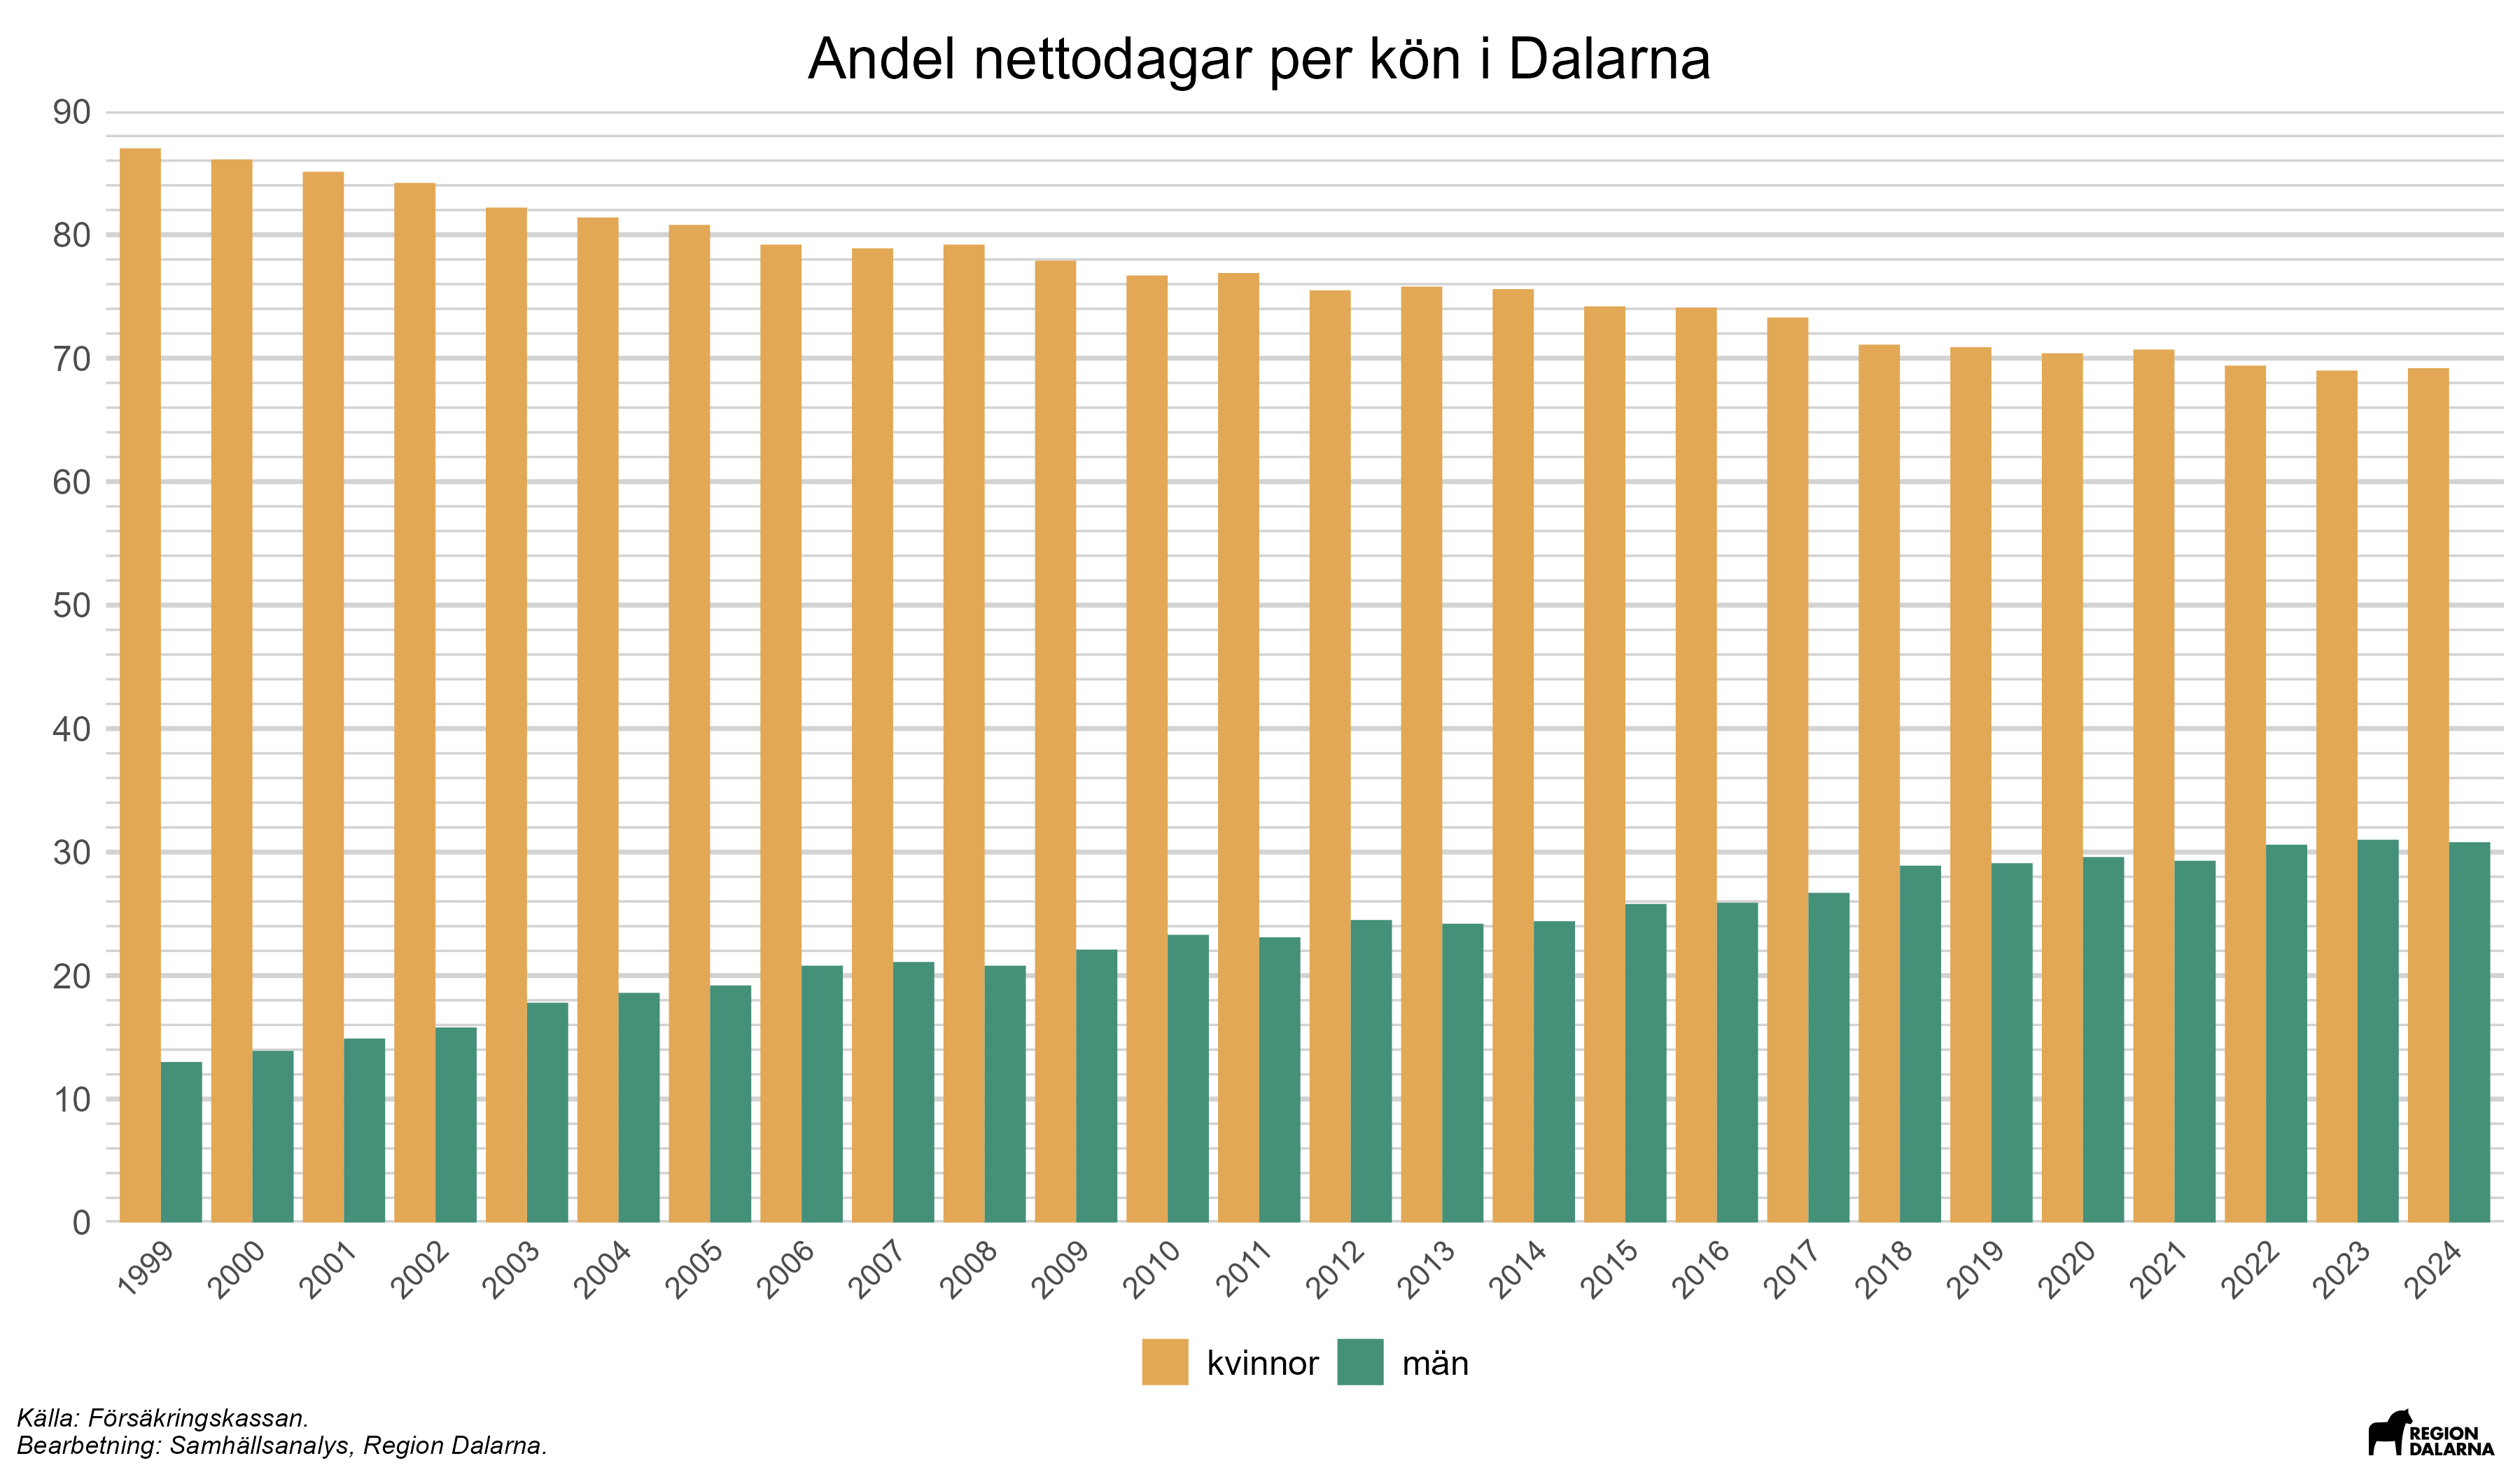 Andel nettodagar per kön i Dalarna
90
80
70
60
50
40
30
20
10
0
1999 2000 2001 2002 2003 2004 2005 2006 2007 2008 2009 2010 2011 2012 2013 2014 2015 2016 2017 2018 2019 2020 2021 2022 2023 2024
kvinnor män
Källa: Försäkringskassan.
Bearbetning: Samhällsanalys, Region Dalarna.
REGION
DALARNA